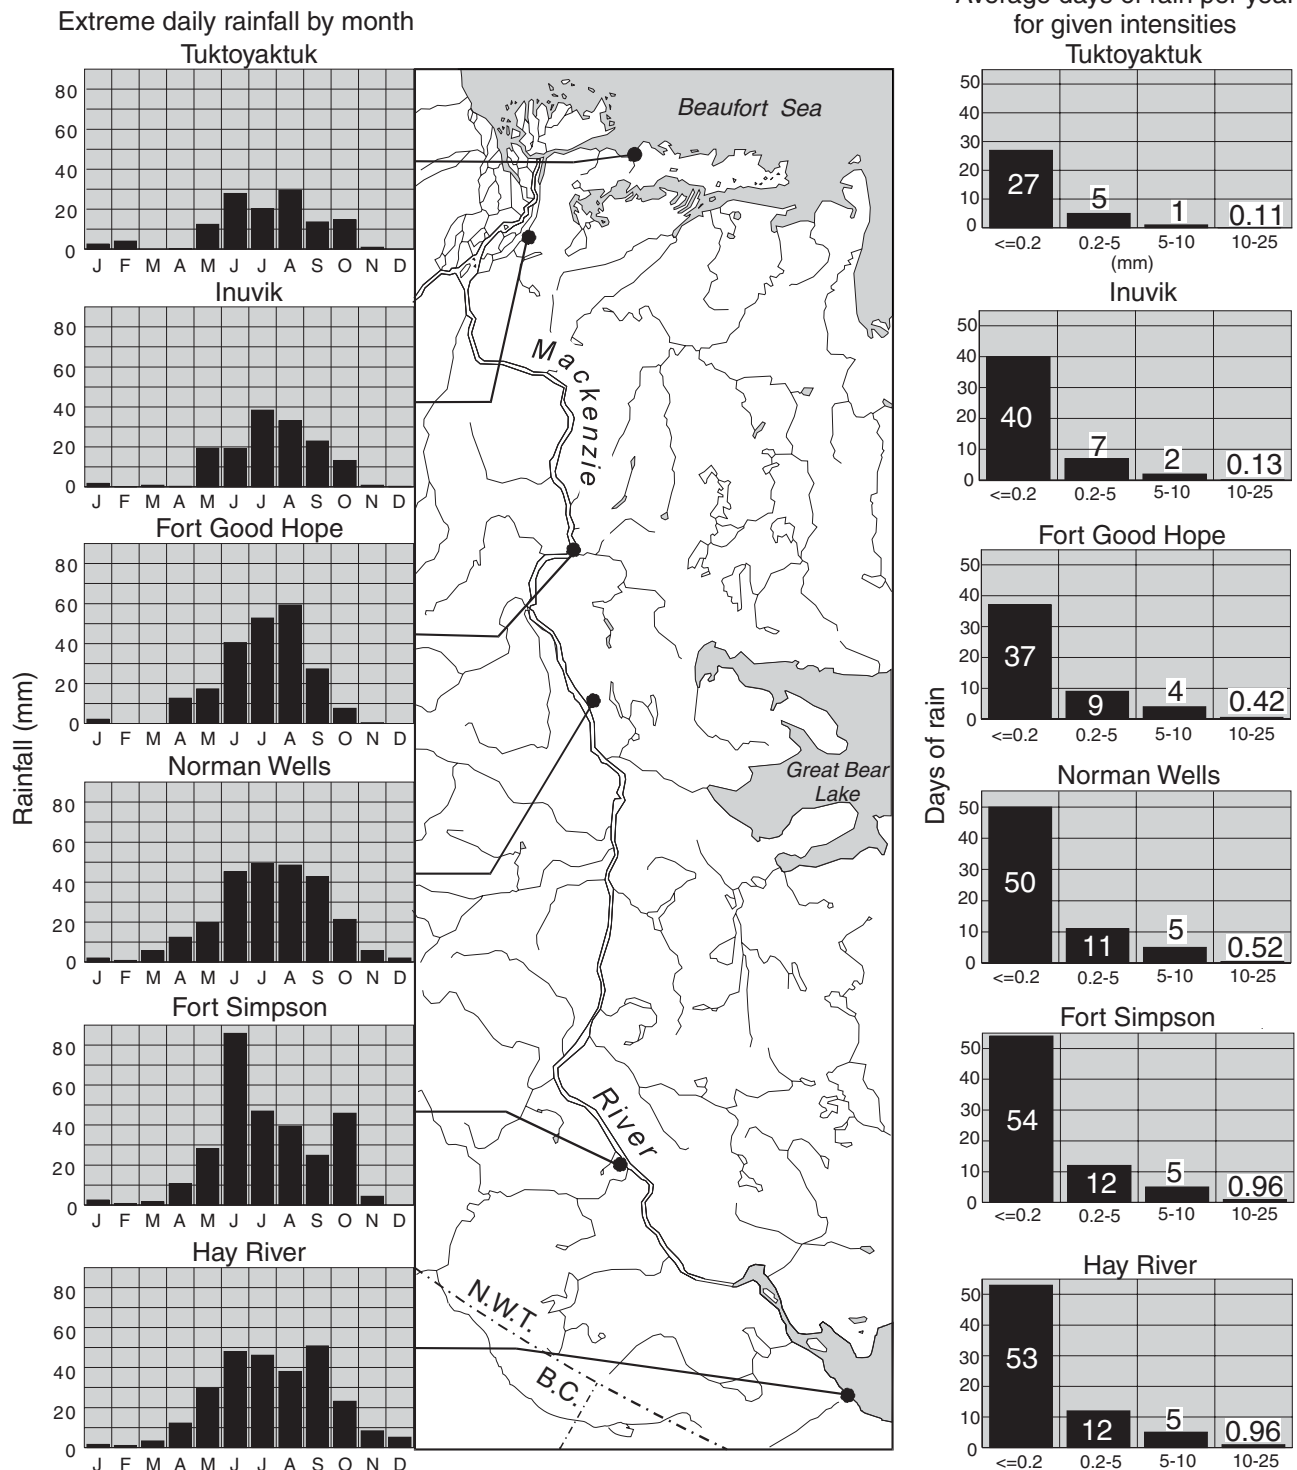 Extreme daily rainfall by month
Tuktoyaktuk
80
60
40
20
0
J F M A M J J A S O N D
Inuvik
80
60
40
20
0
J F M A M J J A S O N D
Fort Good Hope
80
60
40
20
0
J F M A M J J A S O N D
Rainfall (mm)
Norman Wells
80
60
40
20
0
J F M A M J J A S O N D
Fort Simpson
80
60
40
20
0
J F M A M J J A S O N D
Hay River
80
60
40
20
0
J F M A M J J A S O N D
Beaufort Sea
Mackenzie
Great Bear
Lake
River
N.W.T.
B.C.
Average days of rain per year
for given intensities
Tuktoyaktuk
50
40
30
20
10
0
27
5
1
0.11
<=0.2 0.2-5 5-10 10-25
(mm)
Inuvik
50
40
30
20
10
0
40
7
2
0.13
<=0.2 0.2-5 5-10 10-25
Fort Good Hope
50
40
30
20
10
0
37
9
4
0.42
<=0.2 0.2-5 5-10 10-25
Days of rain
Norman Wells
50
40
30
20
10
0
50
11
5
0.52
<=0.2 0.2-5 5-10 10-25
Fort Simpson
50
40
30
20
10
0
54
12
5
0.96
<=0.2 0.2-5 5-10 10-25
Hay River
50
40
30
20
10
0
53
12
5
0.96
<=0.2 0.2-5 5-10 10-25